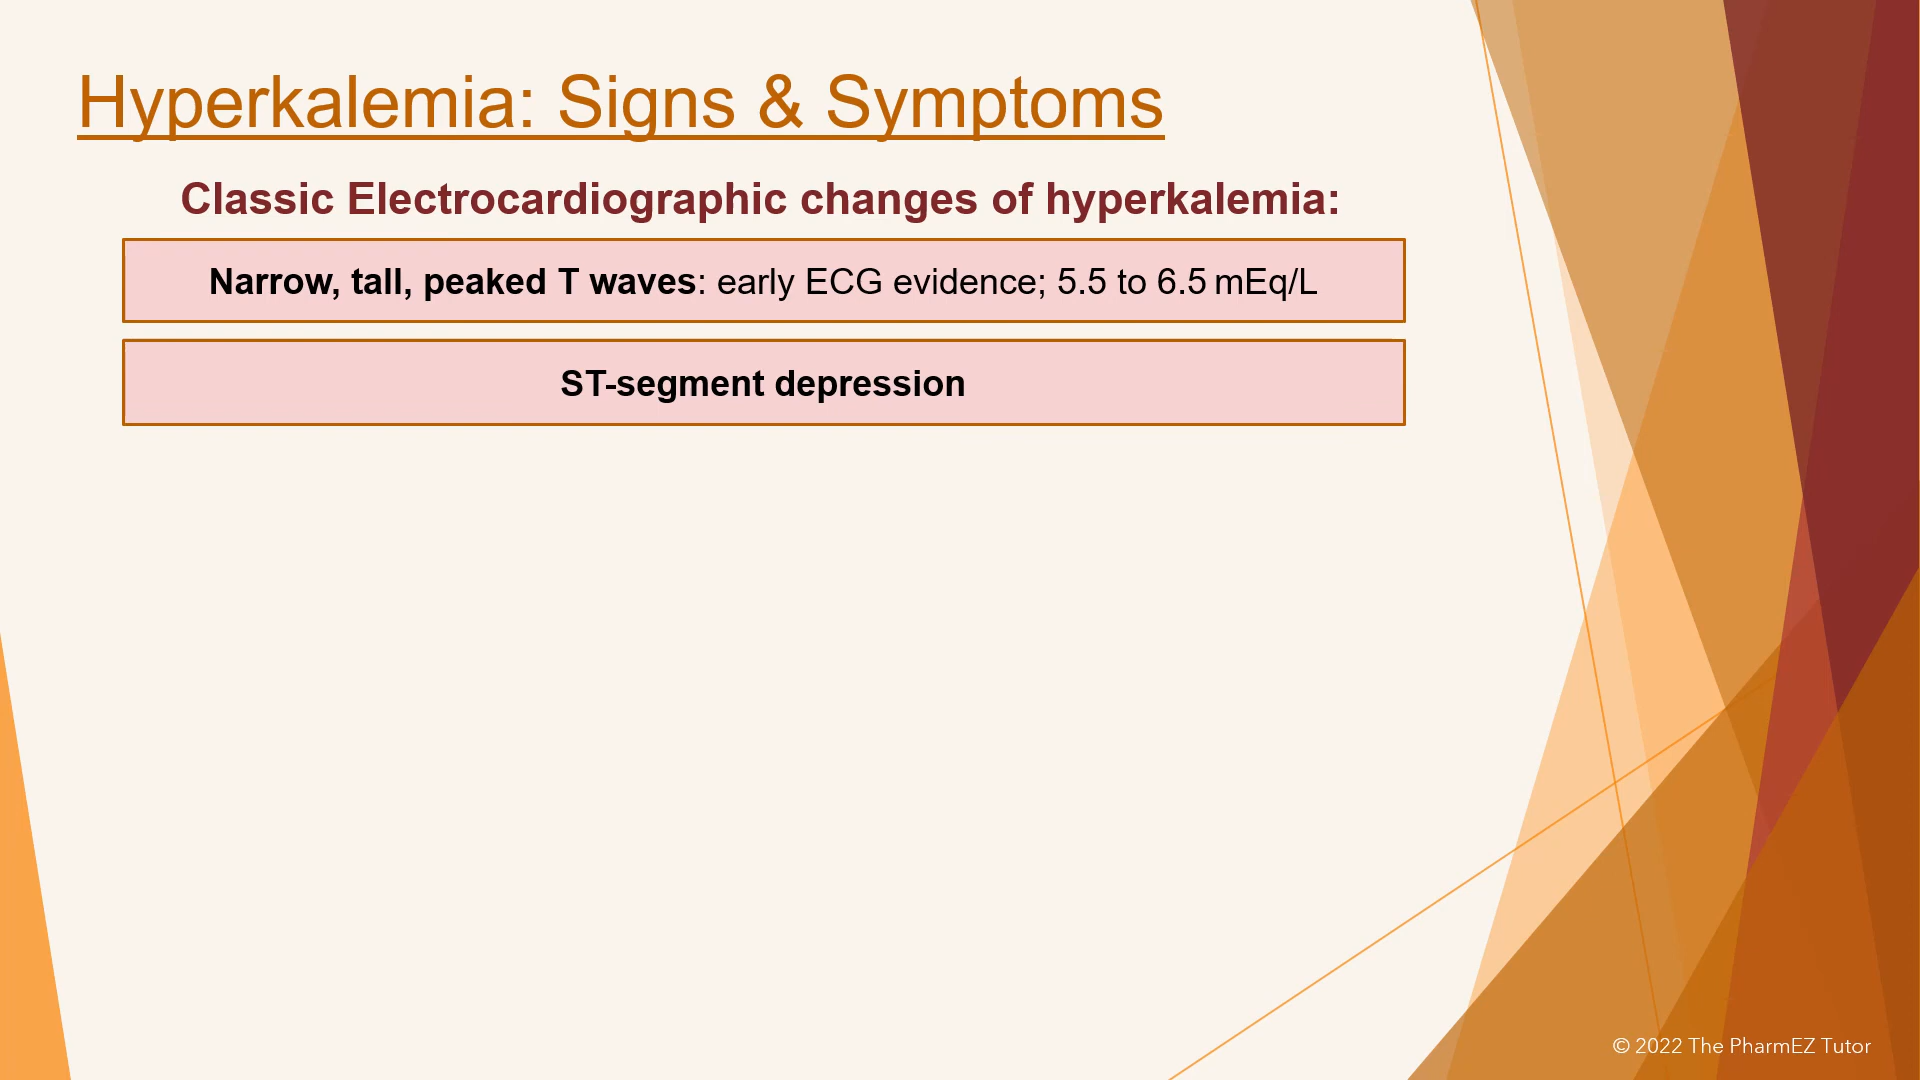 Hyperkalemia: Signs & Symptoms
Classic Electrocardiographic changes of hyperkalemia:
Narrow, tall, peaked T waves: early ECG evidence; 5.5 to 6.5 mEq/L
ST-segment depression
© 2022 The PharmEZ Tutor